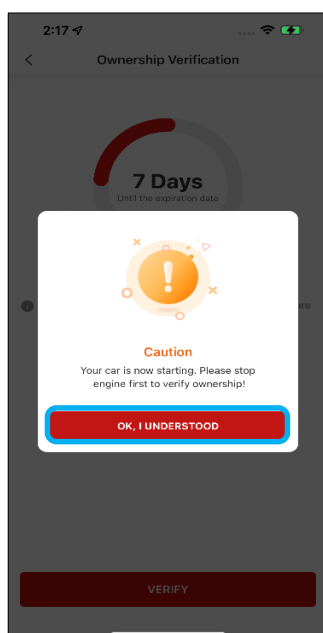 2:17
Ownership Verification
7 Days
Until the expiration date
Caution
Your car is now starting. Please stop
engine first to verify ownership!
OK, I UNDERSTOOD
VERIFY